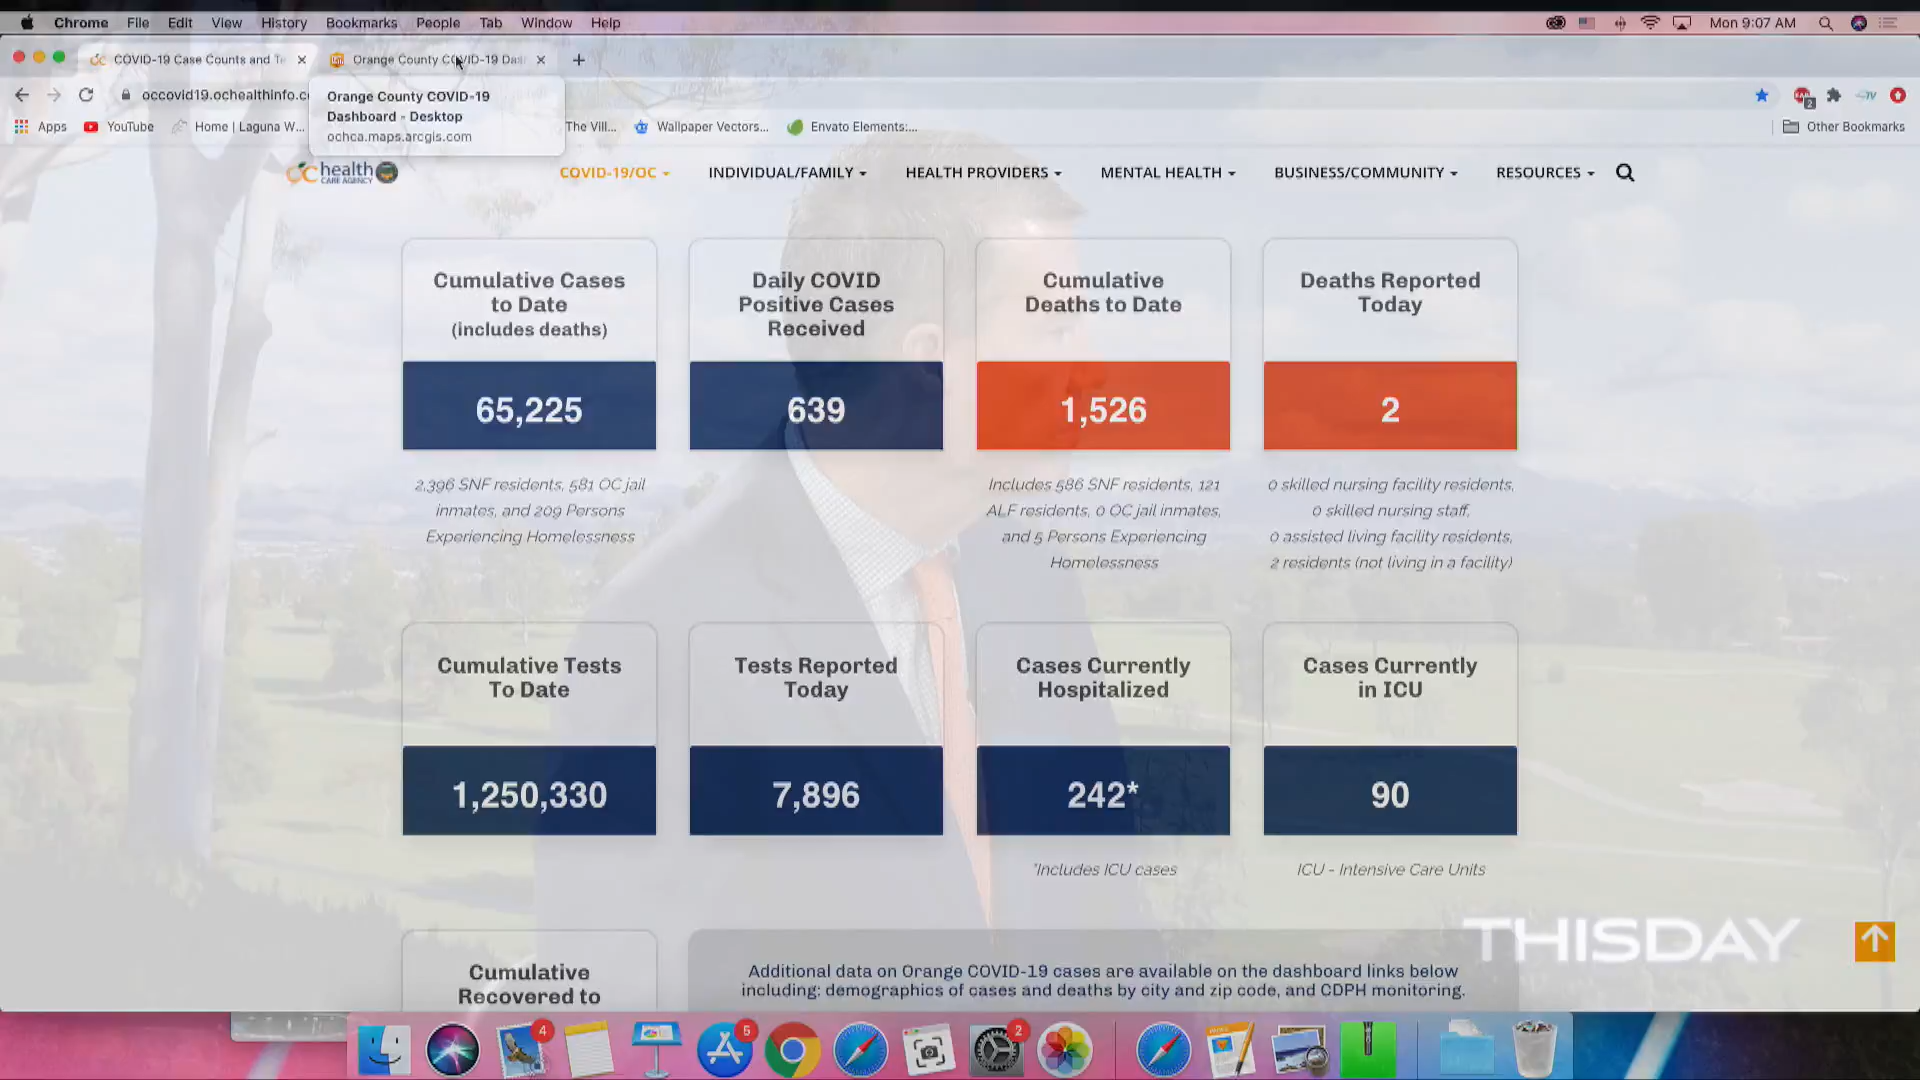 Chrome File Edit View History Bookmarks People Tab Window Help Mon 9:07 AM
COVID-19 Case Counts and Te Orange County COVID-19 Das
occovid19.ochealthinfo.c
Orange County COVID-19
Dashboard - Desktop
ochca.maps.arcgis.com
Apps YouTube Home | Laguna W... The Vill... Wallpaper Vectors... Envato Elements:... Other Bookmarks
oc health
CARE AGENCY
COVID-19/OC INDIVIDUAL/FAMILY HEALTH PROVIDERS MENTAL HEALTH BUSINESS/COMMUNITY RESOURCES
Cumulative Cases
to Date
(includes deaths)
65,225
2,396 SNF residents, 581 OC jail
inmates, and 209 Persons
Experiencing Homelessness
Daily COVID
Positive Cases
Received
639
Cumulative
Deaths to Date
1,526
Includes 586 SNF residents, 121
ALF residents, 0 OC jail inmates,
and 5 Persons Experiencing
Homelessness
Deaths Reported
Today
2
0 skilled nursing facility residents,
0 skilled nursing staff,
0 assisted living facility residents,
2 residents (not living in a facility)
Cumulative Tests
To Date
1,250,330
Tests Reported
Today
7,896
Cases Currently
Hospitalized
242*
*Includes ICU cases
Cases Currently
in ICU
90
ICU - Intensive Care Units
THISDAY
Cumulative
Recovered to
Additional data on Orange COVID-19 cases are available on the dashboard links below
including: demographics of cases and deaths by city and zip code, and CDPH monitoring.
4 5 2